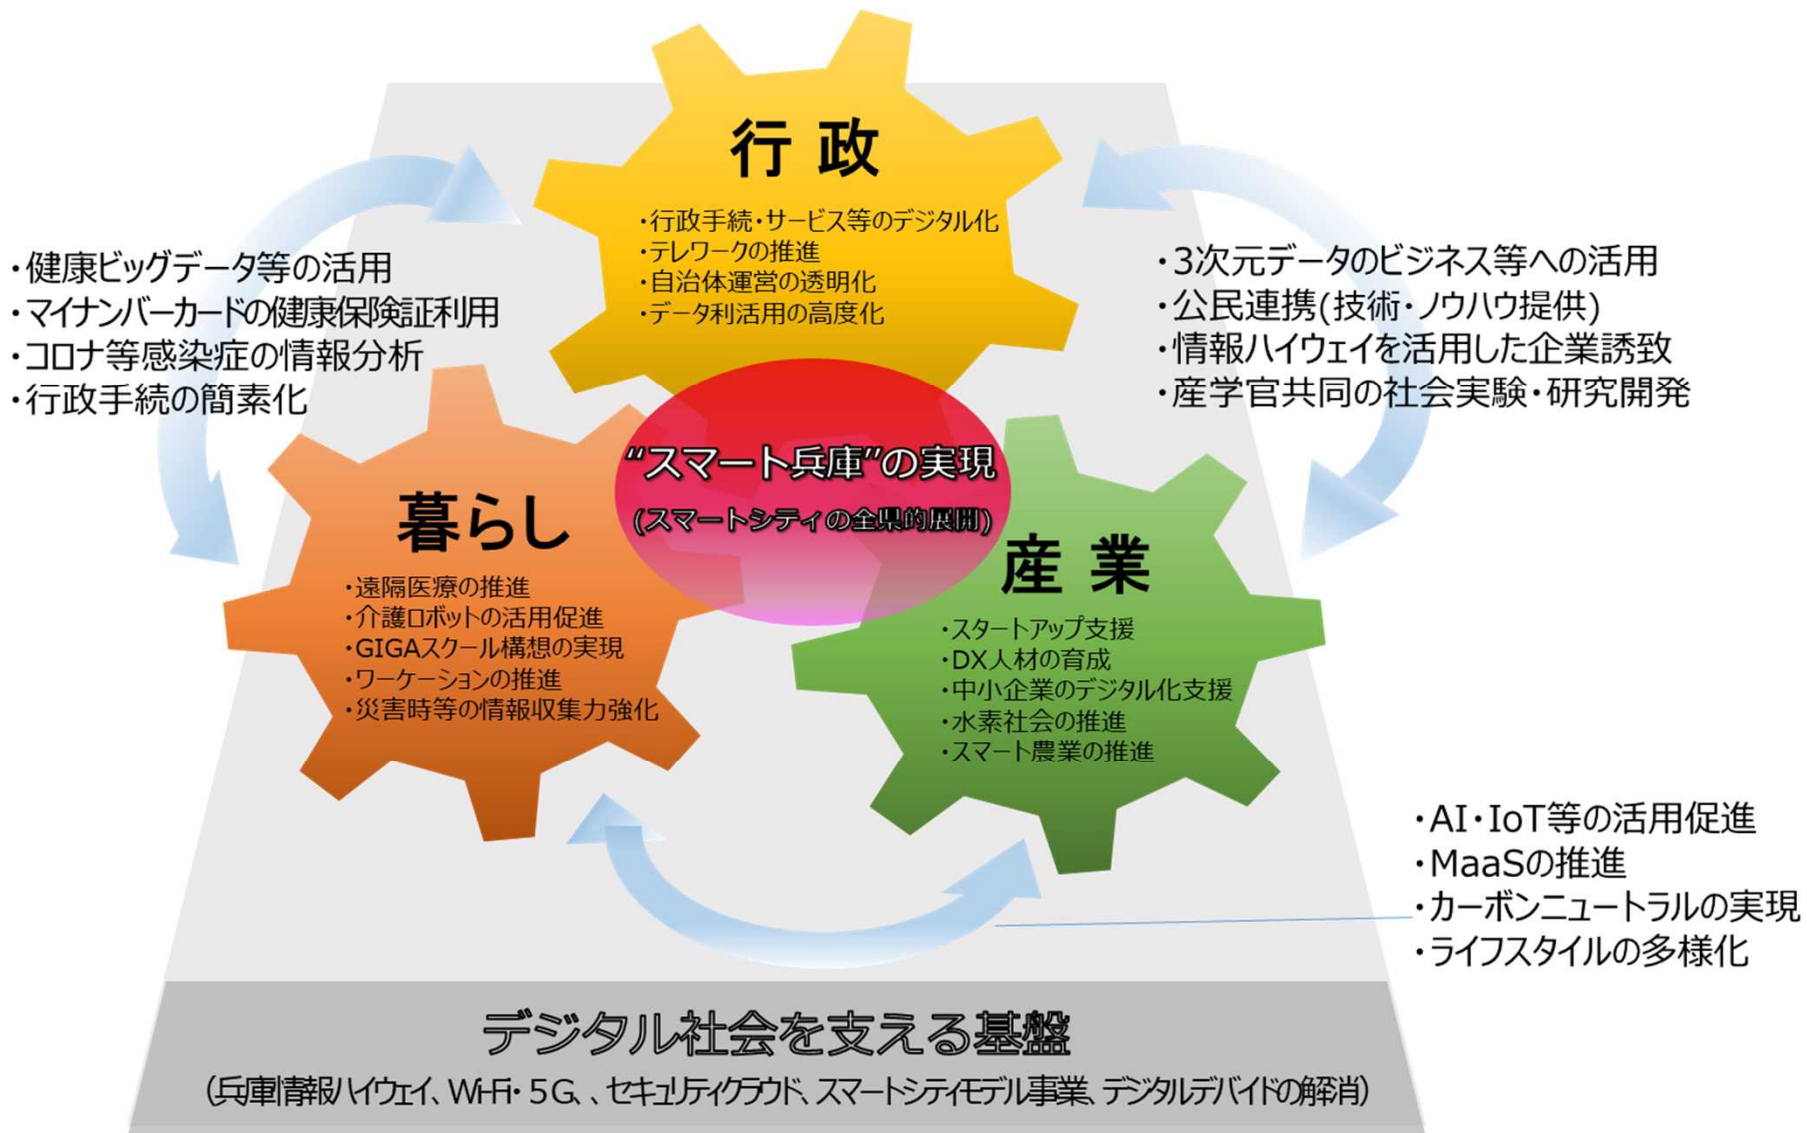 行 政
・行政手続・サービス等のデジタル化
・テレワークの推進
・自治体運営の透明化
・データ利活用の高度化
・健康ビッグデータ等の活用
・マイナンバーカードの健康保険証利用
・コロナ等感染症の情報分析
・行政手続の簡素化
・3次元データのビジネス等への活用
・公民連携(技術・ノウハウ提供)
・情報ハイウェイを活用した企業誘致
・産学官共同の社会実験・研究開発
“スマート兵庫”の実現
(スマートシティの全県的展開)
暮らし
・遠隔医療の推進
・介護ロボットの活用促進
・GIGAスクール構想の実現
・ワーケーションの推進
・災害時等の情報収集力強化
産 業
・スタートアップ支援
・DX人材の育成
・中小企業のデジタル化支援
・水素社会の推進
・スマート農業の推進
・AI・IoT等の活用促進
・MaaSの推進
・カーボンニュートラルの実現
・ライフスタイルの多様化
デジタル社会を支える基盤
(兵庫情報ハイウェイ、Wi-Fi・5G、、セキュリティクラウド、スマートシティモデル事業、デジタルデバイドの解消)